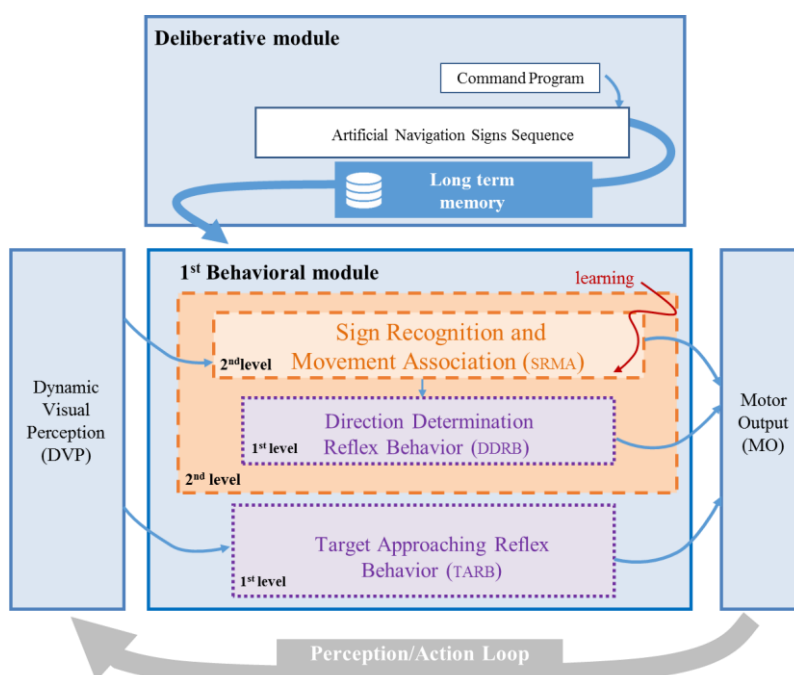 Deliberative module
Command Program
Artificial Navigation Signs Sequence
Long term
memory
1st Behavioral module
learning
Sign Recognition and
Movement Association (SRMA)
2nd level
Direction Determination
Reflex Behavior (DDRB)
1st level
2nd level
Target Approaching Reflex
Behavior (TARB)
1st level
Dynamic
Visual
Perception
(DVP)
Motor
Output
(MO)
Perception/Action Loop